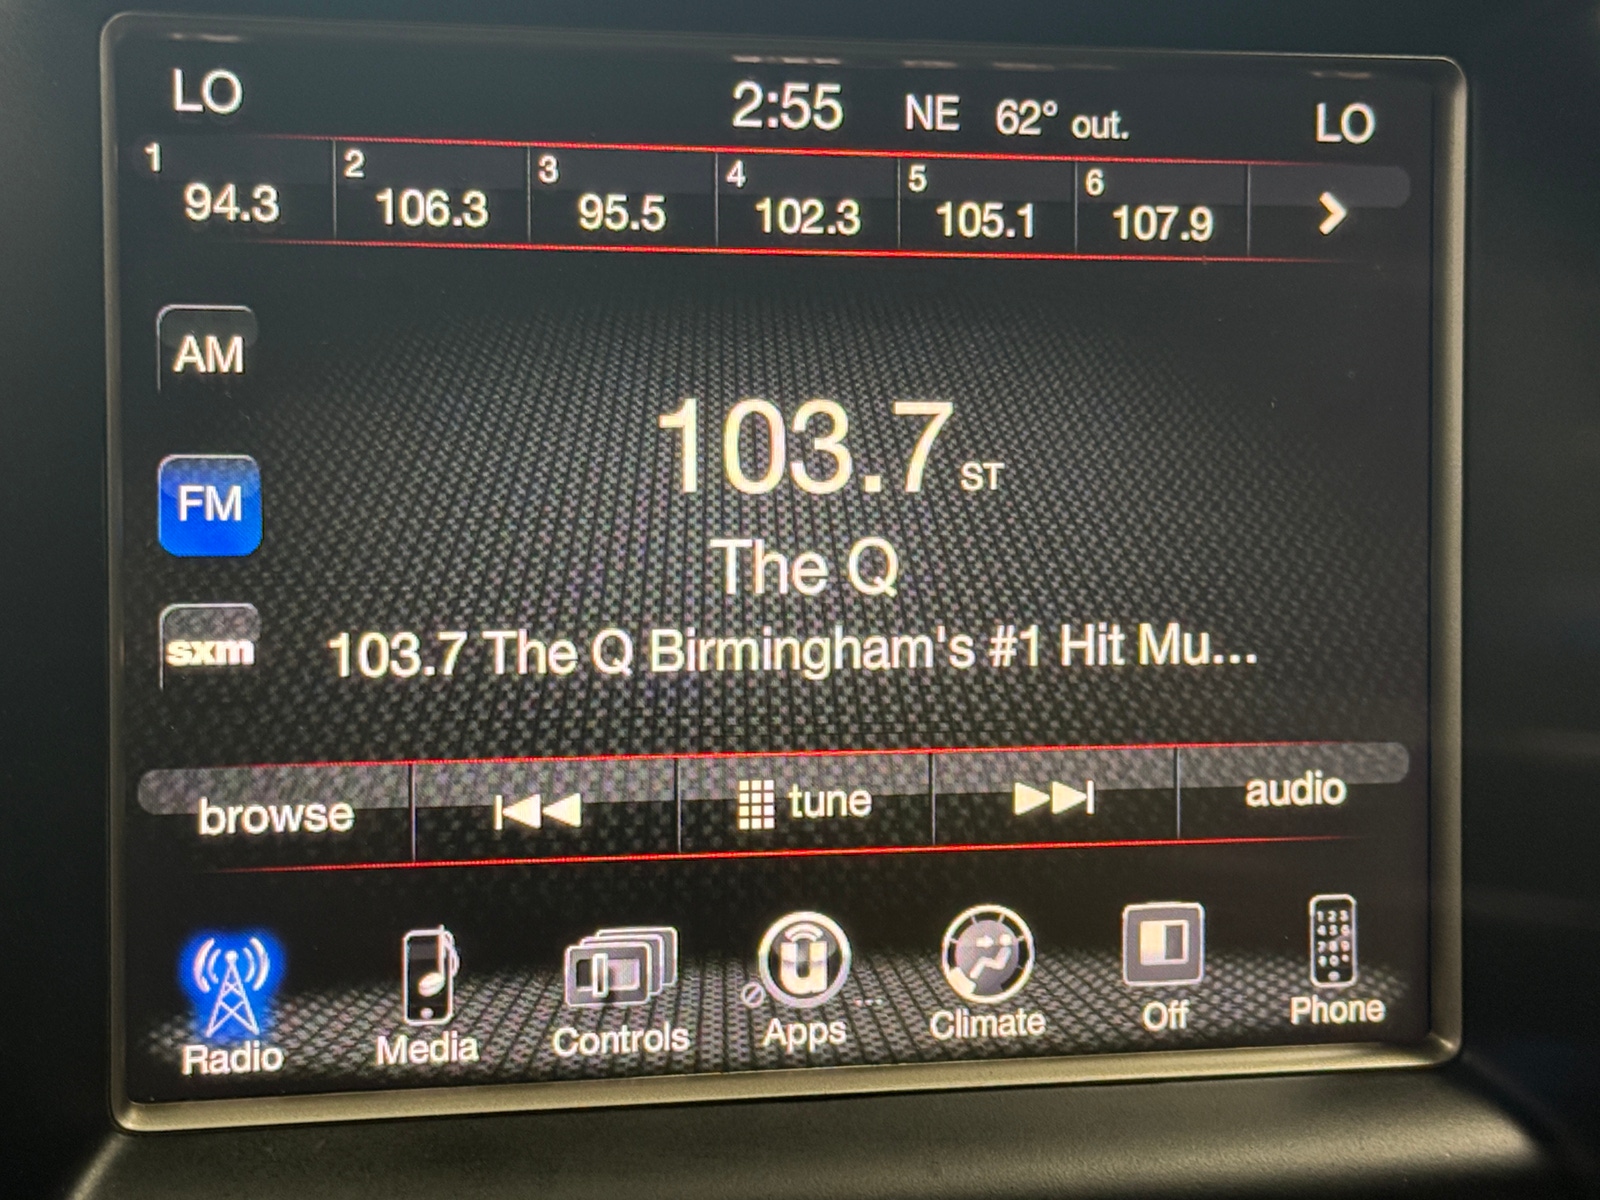 LO 2:55 NE 62° out. LO
1 2 3 4 5 6
94.3 106.3 95.5 102.3 105.1 107.9
AM
103.7 ST
FM
The Q
sxm
103.7 The Q Birmingham's #1 Hit Mu...
browse tune audio
Radio Media Controls Apps Climate Off Phone